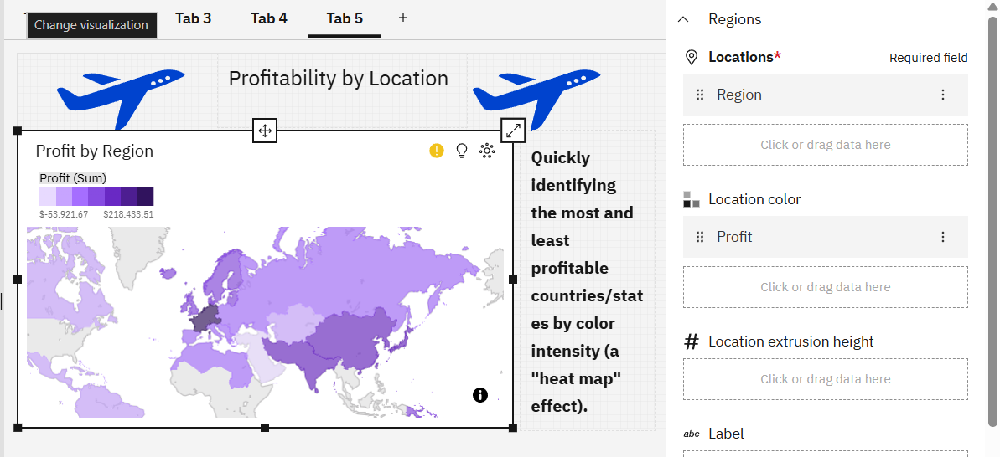 Change visualization
Tab 3
Tab 4
Tab 5
+
Profitability by Location
Profit by Region
Profit (Sum)
$-53,921.67
$218,433.51
Quickly
identifying
the most and
least
profitable
countries/stat
es by color
intensity (a
"heat map"
effect).
Regions
Locations*
Required field
Region
Click or drag data here
Location color
Profit
Click or drag data here
# Location extrusion height
Click or drag data here
abc Label